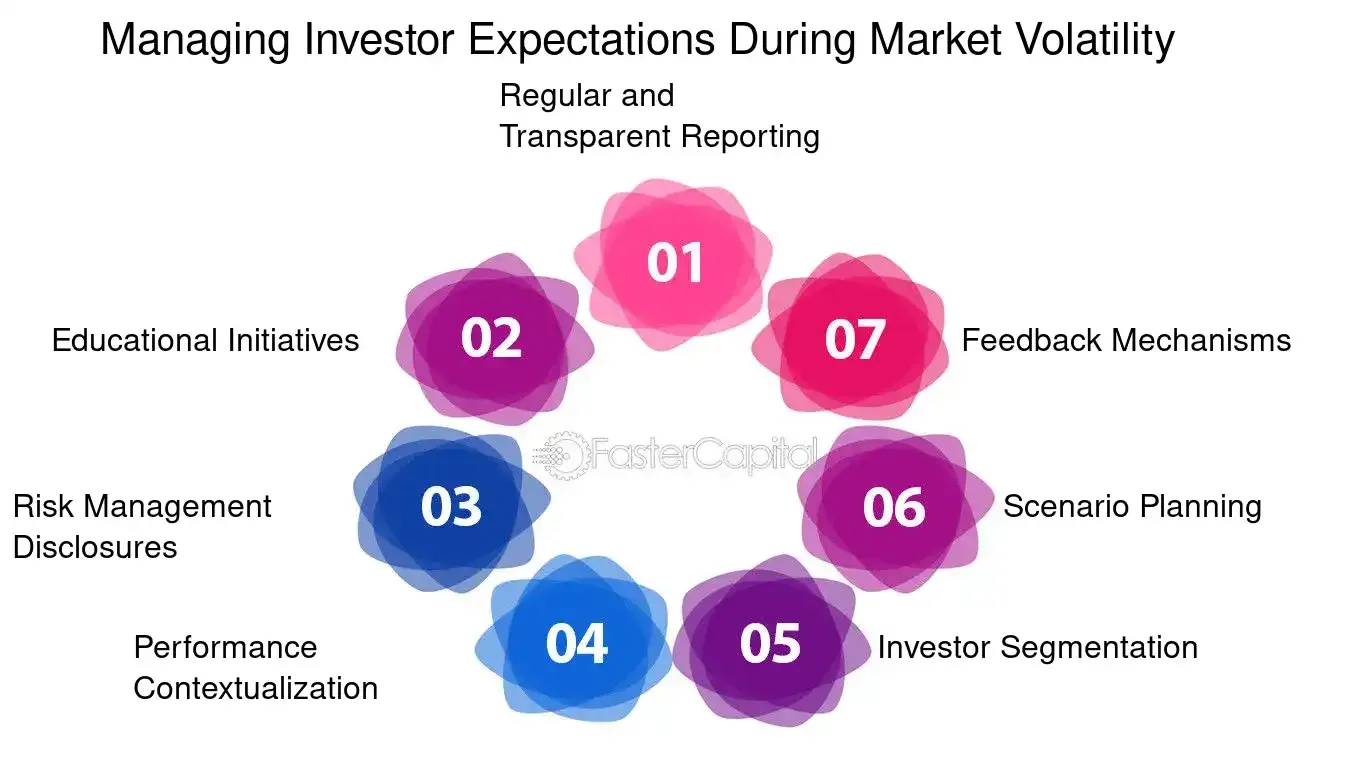 Managing Investor Expectations During Market Volatility
Regular and
Transparent Reporting
01
02
Educational Initiatives
03
Risk Management
Disclosures
04
Performance
Contextualization
05
Investor Segmentation
06
Scenario Planning
07
Feedback Mechanisms
FasterCapital